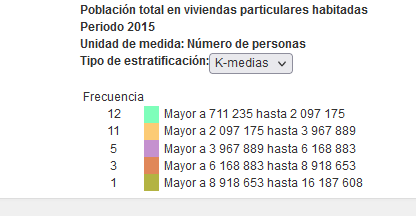 Población total en viviendas particulares habitadas
Periodo 2015
Unidad de medida: Número de personas
Tipo de estratificación: K-medias
Frecuencia
12 Mayor a 711 235 hasta 2 097 175
11 Mayor a 2 097 175 hasta 3 967 889
5 Mayor a 3 967 889 hasta 6 168 883
3 Mayor a 6 168 883 hasta 8 918 653
1 Mayor a 8 918 653 hasta 16 187 608